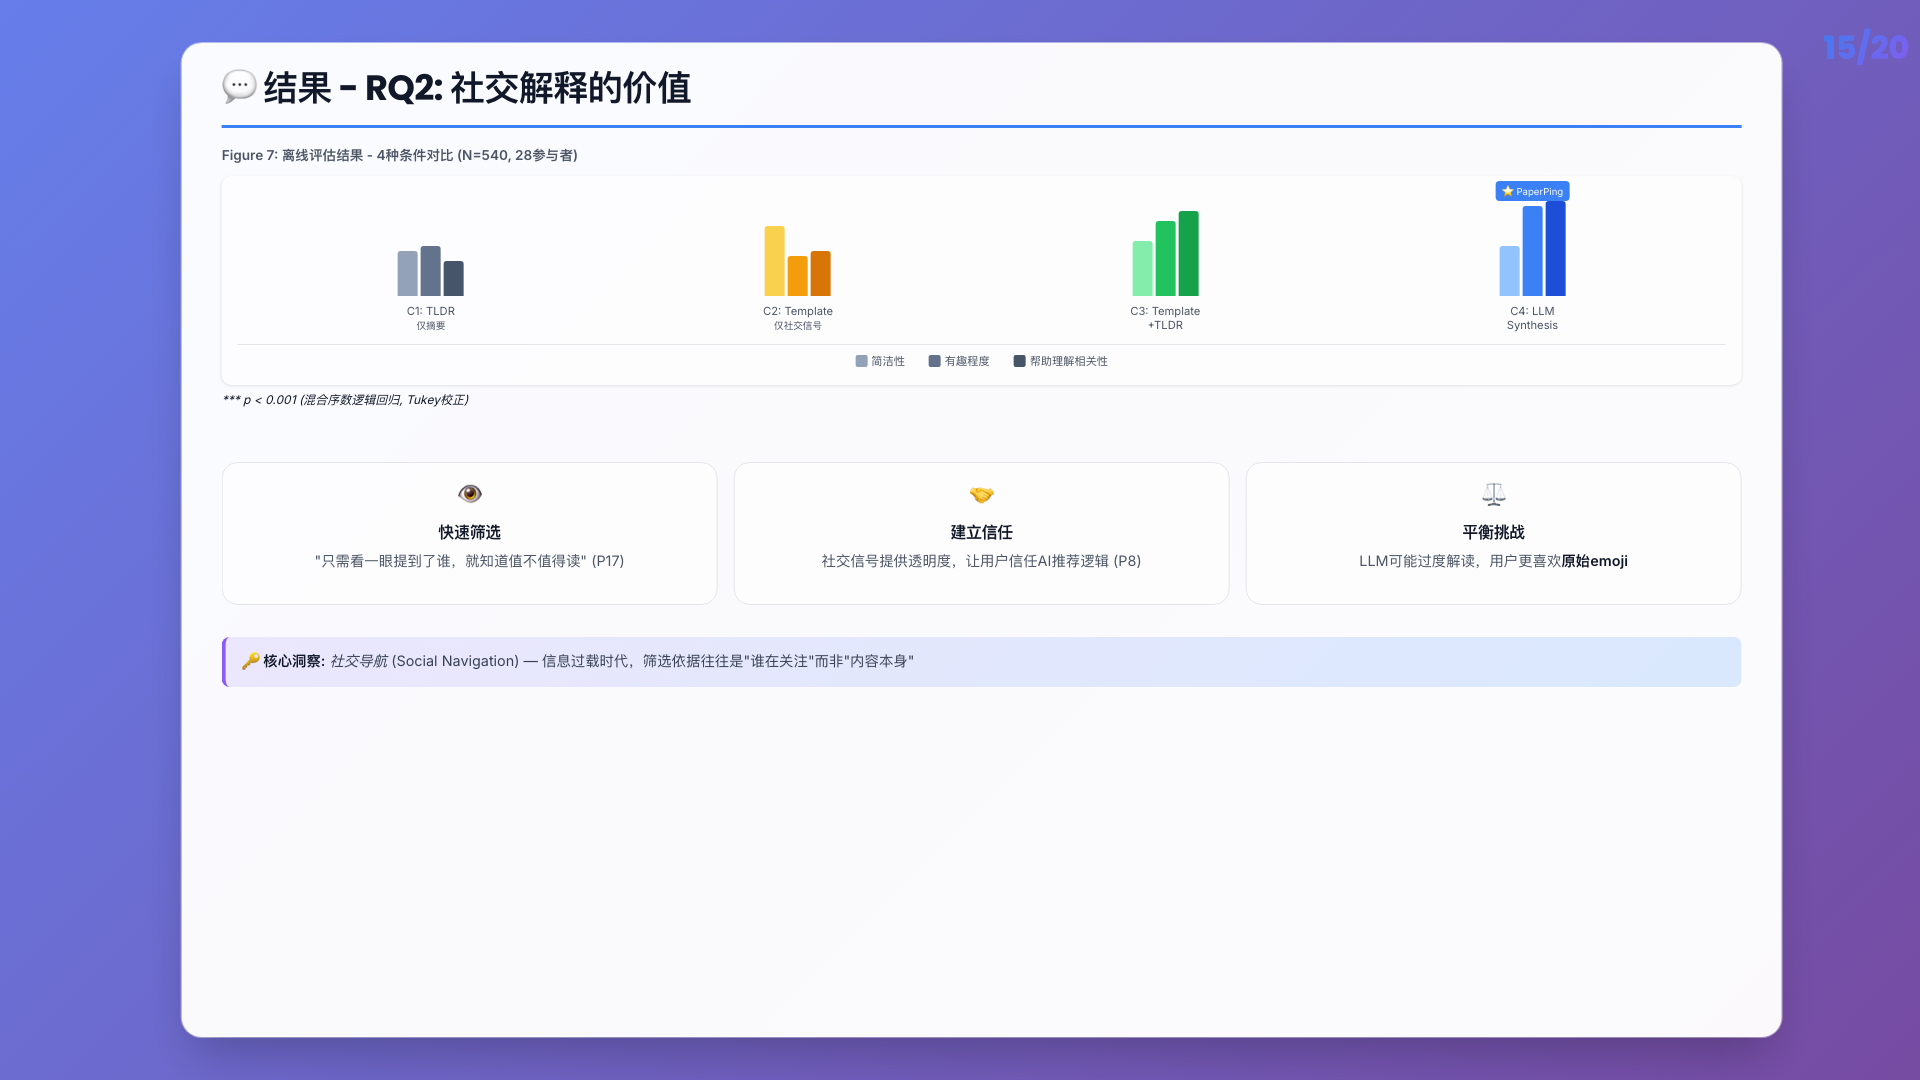 15/20
💬 结果 - RQ2: 社交解释的价值
Figure 7: 离线评估结果 - 4种条件对比 (N=540, 28参与者)
⭐ PaperPing
C1: TLDR
仅摘要
C2: Template
仅社交信号
C3: Template
+TLDR
C4: LLM
Synthesis
简洁性 有趣程度 帮助理解相关性
*** p < 0.001 (混合序数逻辑回归, Tukey校正)
快速筛选
"只需看一眼提到了谁，就知道值不值得读" (P17)
建立信任
社交信号提供透明度，让用户信任AI推荐逻辑 (P8)
平衡挑战
LLM可能过度解读，用户更喜欢原始emoji
🔑 核心洞察: 社交导航 (Social Navigation) — 信息过载时代，筛选依据往往是"谁在关注"而非"内容本身"